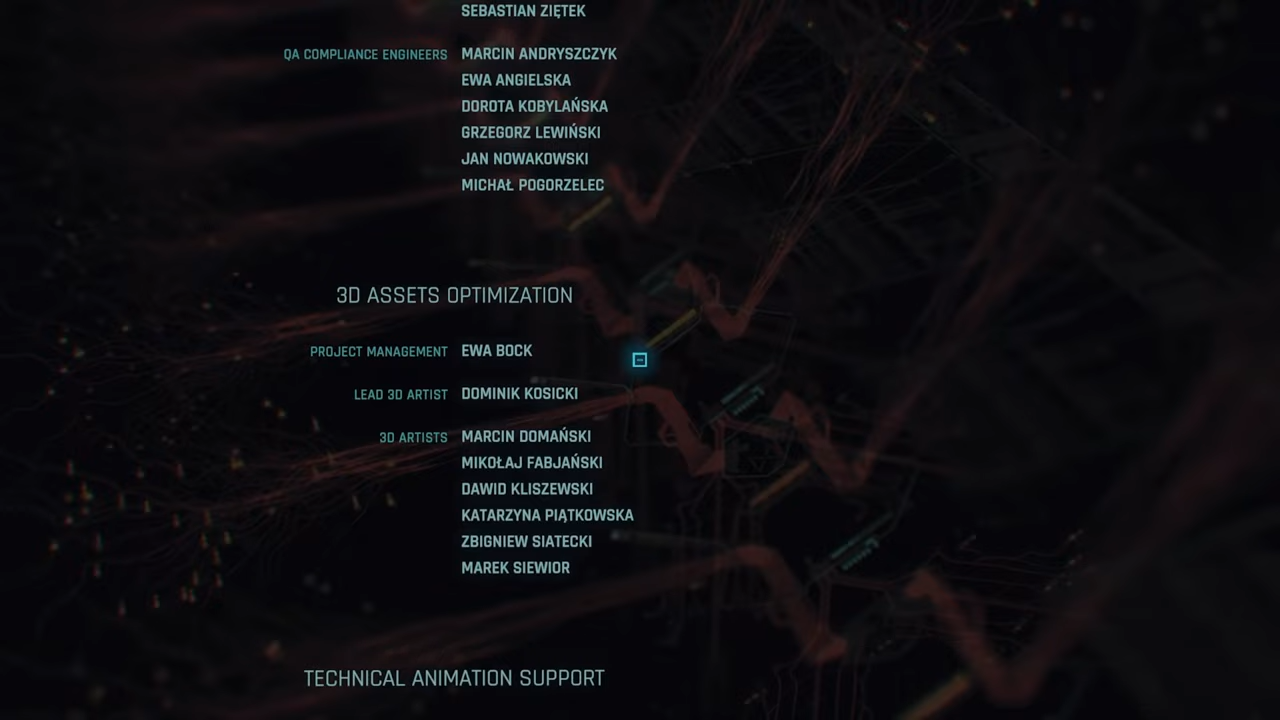 SEBASTIAN ZIĘTEK
QA COMPLIANCE ENGINEERS MARCIN ANDRYSZCZYK
EWA ANGIELSKA
DOROTA KOBYLAŃSKA
GRZEGORZ LEWIŃSKI
JAN NOWAKOWSKI
MICHAŁ POGORZELEC
3D ASSETS OPTIMIZATION
PROJECT MANAGEMENT EWA BOCK
LEAD 3D ARTIST DOMINIK KOSICKI
3D ARTISTS MARCIN DOMAŃSKI
MIKOŁAJ FABJAŃSKI
DAWID KLISZEWSKI
KATARZYNA PIĄTKOWSKA
ZBIGNIEW SIATECKI
MAREK SIEWIOR
TECHNICAL ANIMATION SUPPORT